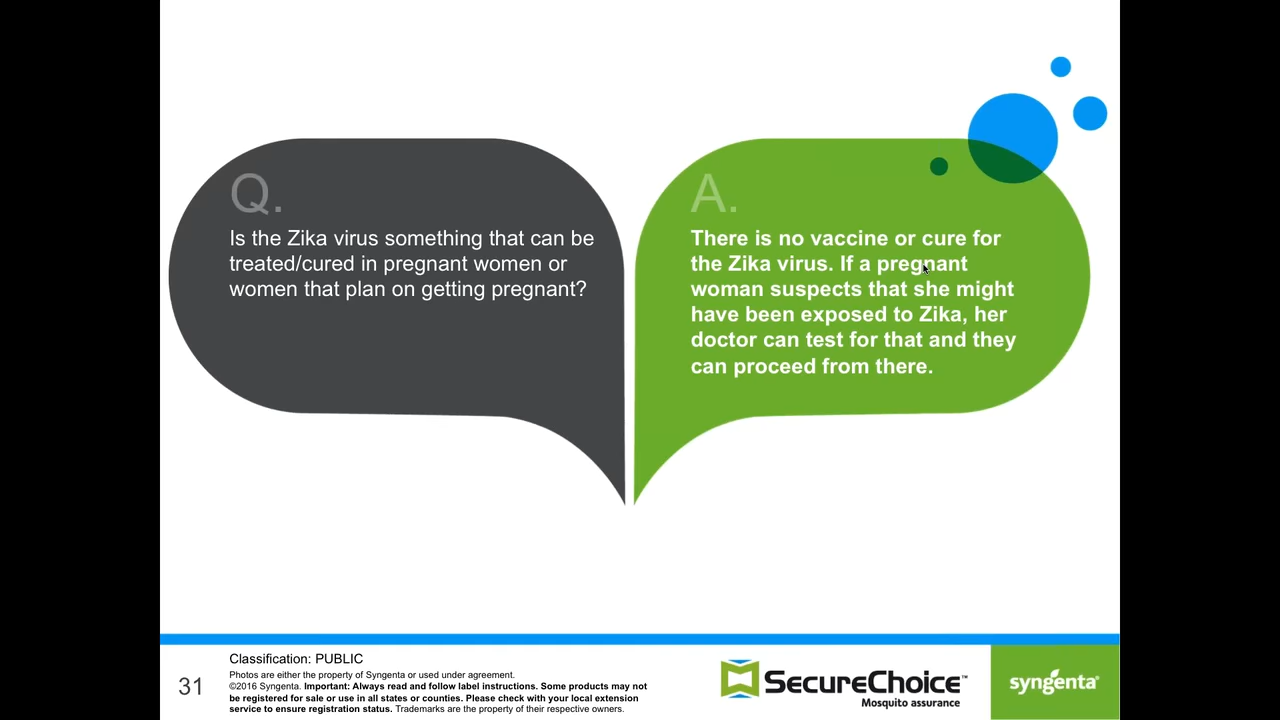 Q.
Is the Zika virus something that can be
treated/cured in pregnant women or
women that plan on getting pregnant?
A.
There is no vaccine or cure for
the Zika virus. If a pregnant
woman suspects that she might
have been exposed to Zika, her
doctor can test for that and they
can proceed from there.
31
Classification: PUBLIC
Photos are either the property of Syngenta or used under agreement.
©2016 Syngenta. Important: Always read and follow label instructions. Some products may not
be registered for sale or use in all states or counties. Please check with your local extension
service to ensure registration status. Trademarks are the property of their respective owners.
SecureChoice™
Mosquito assurance
syngenta®